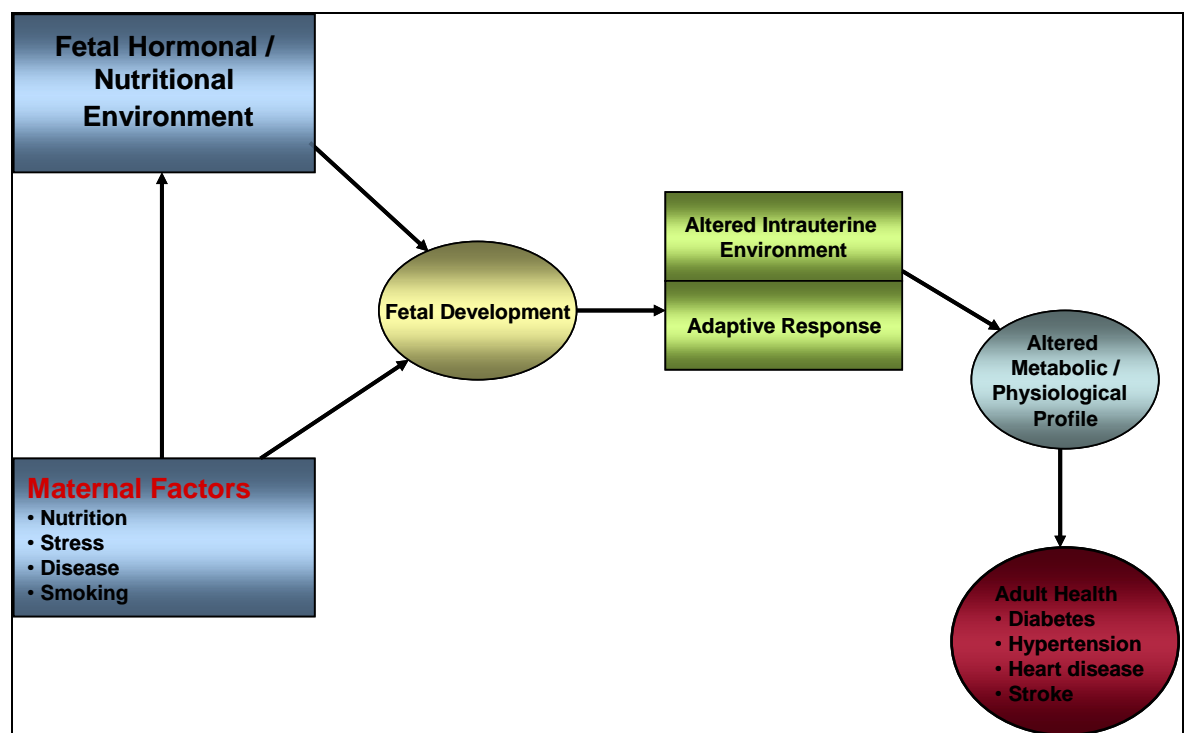 Fetal Hormonal /
Nutritional
Environment
Altered Intrauterine
Environment
Fetal Development
Adaptive Response
Altered
Metabolic /
Physiological
Profile
Maternal Factors
• Nutrition
• Stress
• Disease
• Smoking
Adult Health
• Diabetes
• Hypertension
• Heart disease
• Stroke